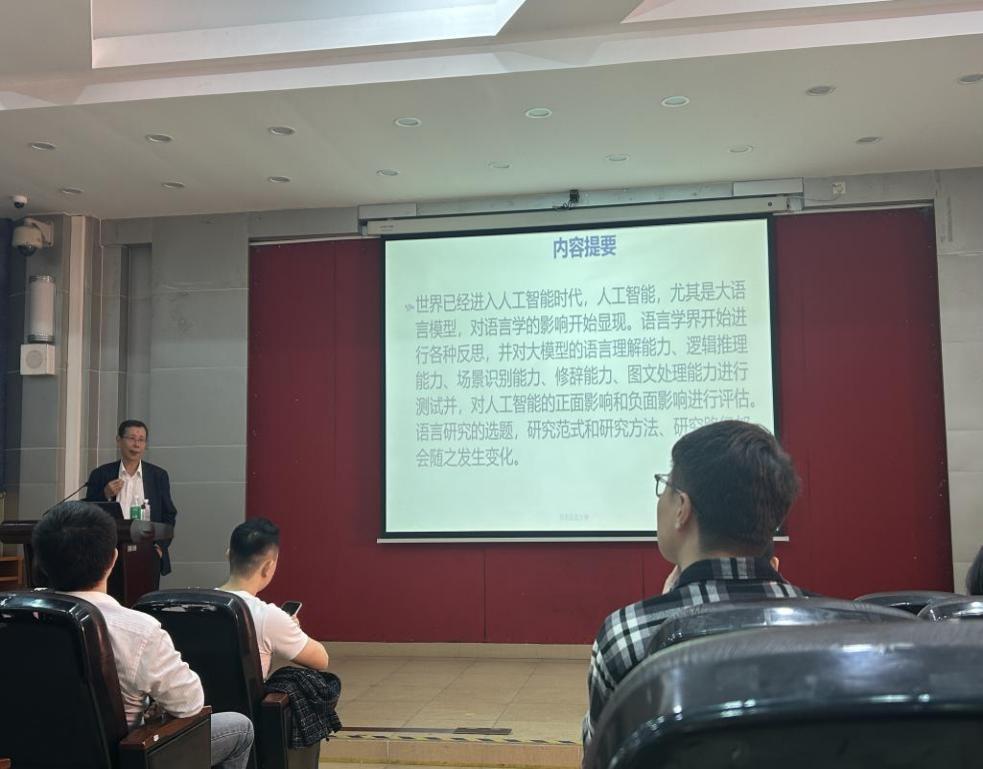 内容提要
世界已经进入人工智能时代，人工智能，尤其是大语
言模型，对语言学的影响开始显现。语言学界开始进
行各种反思，并对大模型的语言理解能力、逻辑推理
能力、场景识别能力、修辞能力、图文处理能力进行
测试并，对人工智能的正面影响和负面影响进行评估。
语言研究的选题，研究范式和研究方法、研究
会随之发生变化。